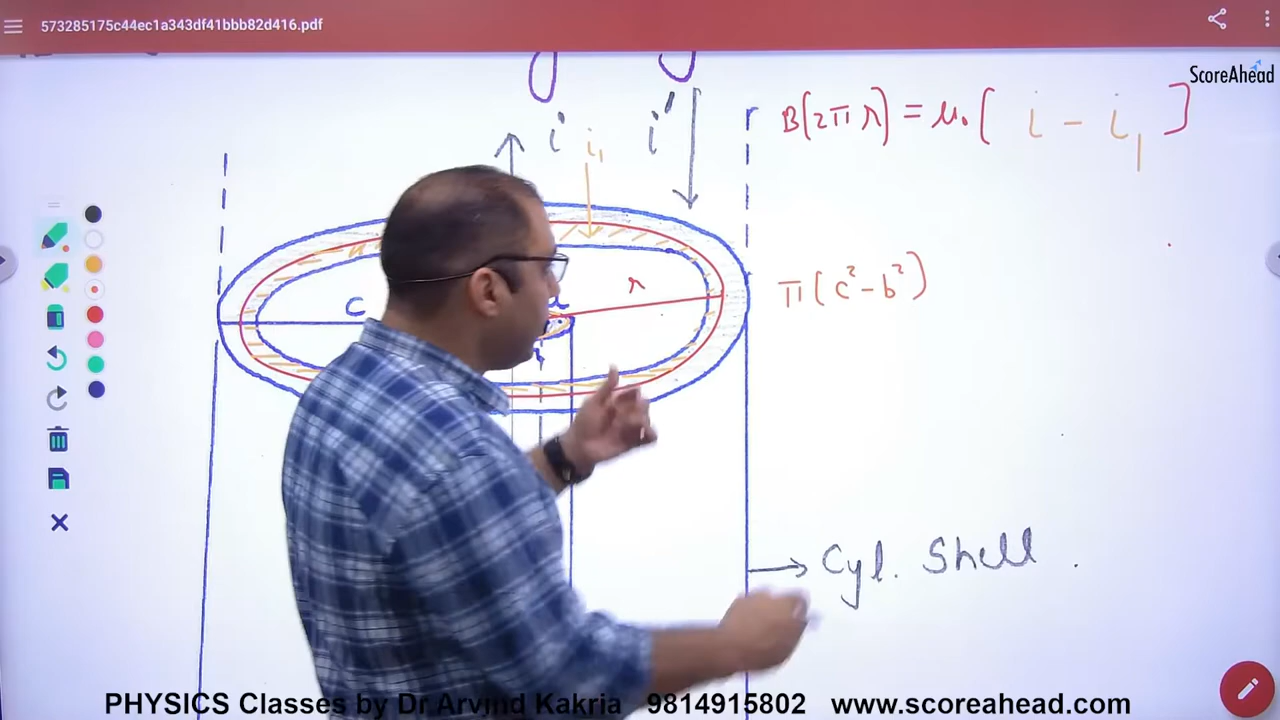 573285175c44ec1a343df41bbb82d416.pdf
ScoreAhead
i i₁ i'
B(2πr) = μ₀[ i - i₁ ]
c r
π(c² - b²)
→ Cyl. Shell.
PHYSICS Classes by Dr Arvind Kakria 9814915802 www.scoreahead.com